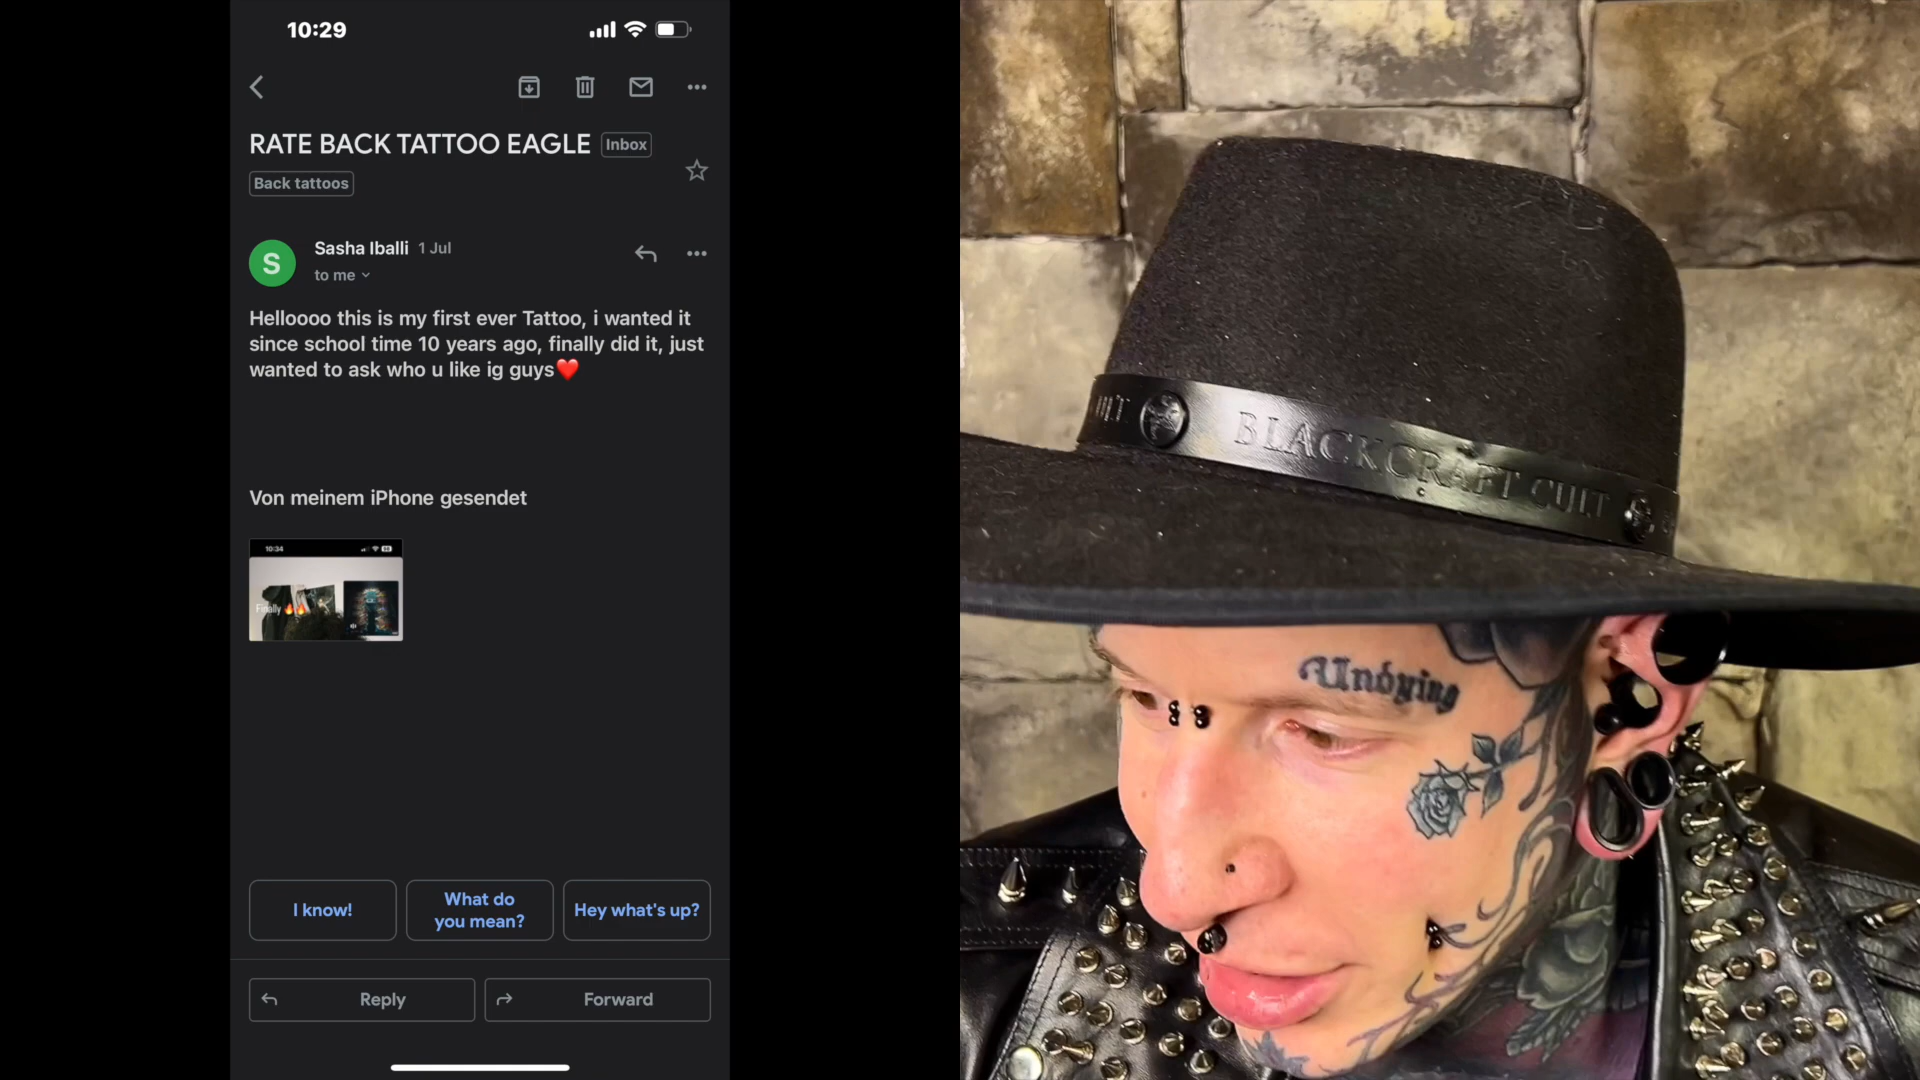 10:29
RATE BACK TATTOO EAGLE Inbox
Back tattoos
S
Sasha Iballi 1 Jul
to me
Helloooo this is my first ever Tattoo, i wanted it
since school time 10 years ago, finally did it, just
wanted to ask who u like ig guys❤️
Von meinem iPhone gesendet
10:34
Finally 🔥🔥
I know!
What do
you mean?
Hey what's up?
Reply
Forward
BLACKCRAFT CULT
Undying